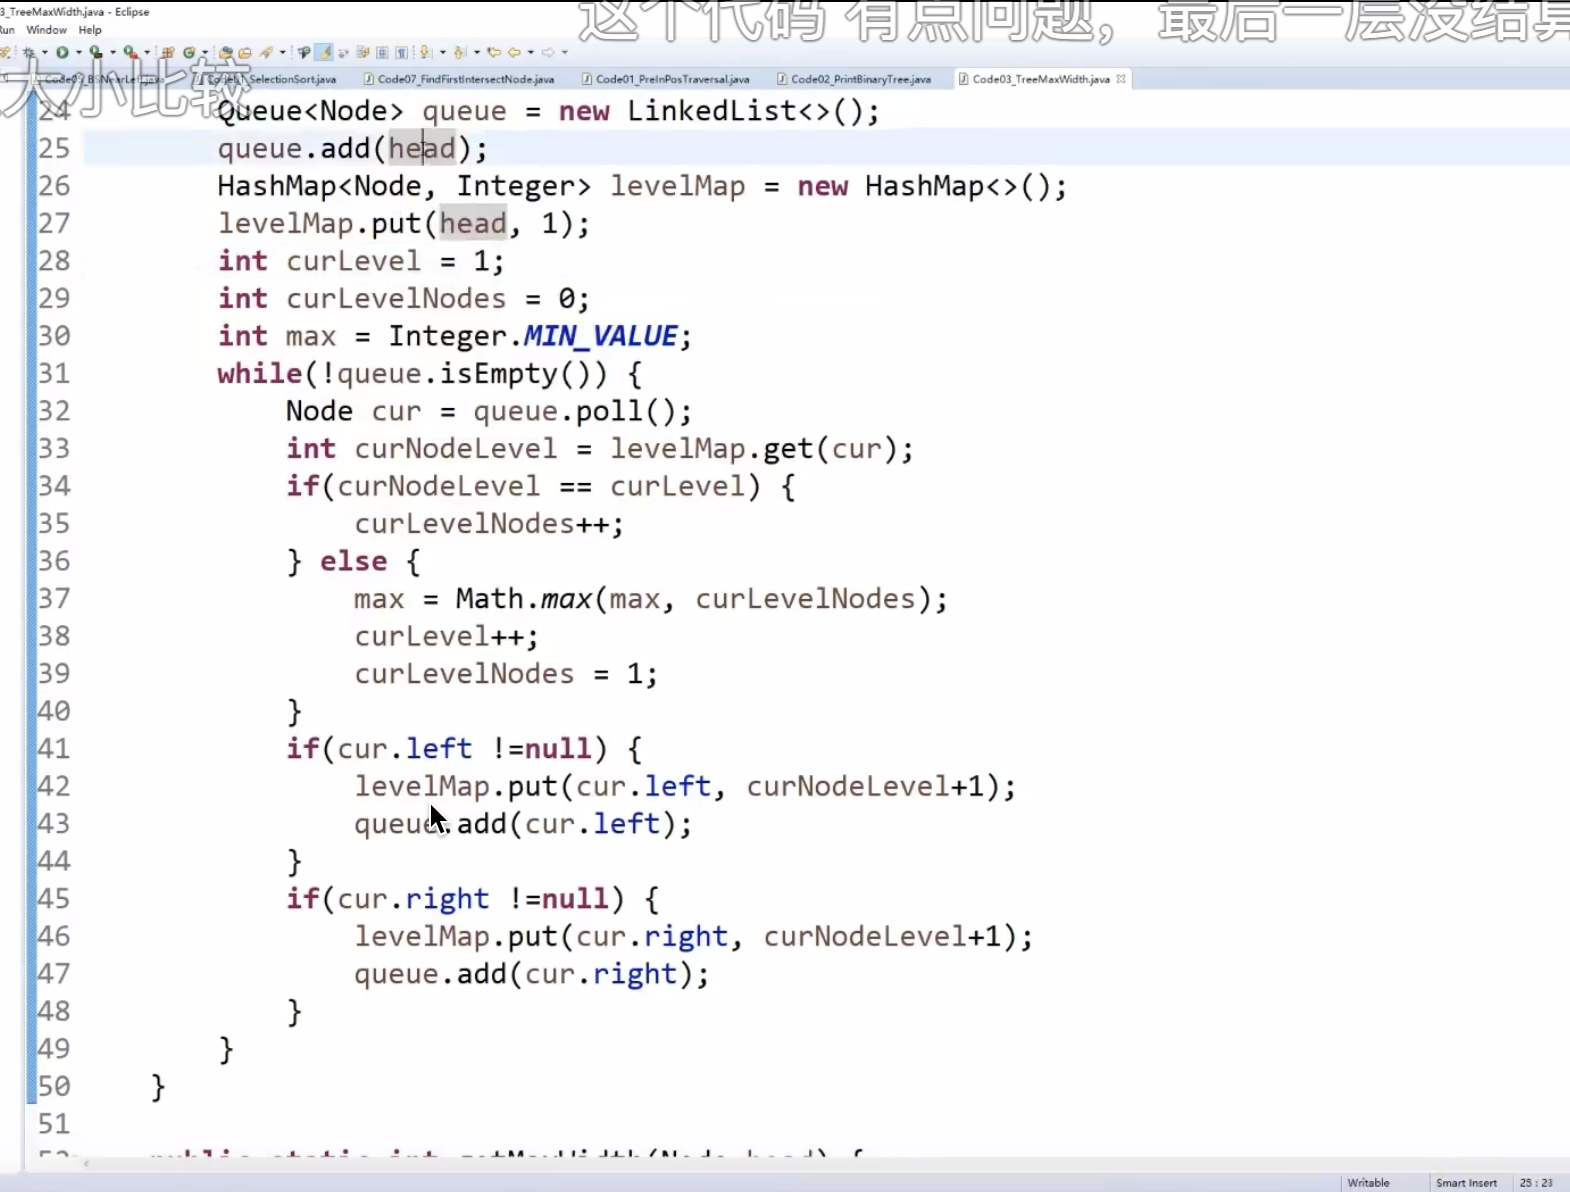 3_TreeMaxWidth.java - Eclipse
Run Window Help
这个代码 有点问题，最后一层没结算
大小比较
Code01_SelectionSort.java Code07_FindFirstIntersectNode.java Code01_PreInPosTraversal.java Code02_PrintBinaryTree.java Code03_TreeMaxWidth.java
24 Queue<Node> queue = new LinkedList<>();
25 queue.add(head);
26 HashMap<Node, Integer> levelMap = new HashMap<>();
27 levelMap.put(head, 1);
28 int curLevel = 1;
29 int curLevelNodes = 0;
30 int max = Integer.MIN_VALUE;
31 while(!queue.isEmpty()) {
32 Node cur = queue.poll();
33 int curNodeLevel = levelMap.get(cur);
34 if(curNodeLevel == curLevel) {
35 curLevelNodes++;
36 } else {
37 max = Math.max(max, curLevelNodes);
38 curLevel++;
39 curLevelNodes = 1;
40 }
41 if(cur.left !=null) {
42 levelMap.put(cur.left, curNodeLevel+1);
43 queue.add(cur.left);
44 }
45 if(cur.right !=null) {
46 levelMap.put(cur.right, curNodeLevel+1);
47 queue.add(cur.right);
48 }
49 }
50 }
51
52 public static int getMaxWidth(Node head) {
Writable Smart Insert 25 : 23